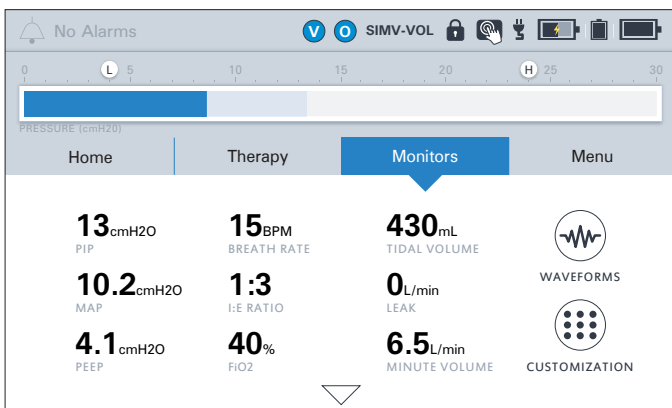 No Alarms V O SIMV-VOL
0 L 5 10 15 20 H 25 30
PRESSURE (cmH20)
Home Therapy Monitors Menu
13cmH2O 15BPM 430mL
PIP BREATH RATE TIDAL VOLUME
WAVEFORMS
10.2cmH2O 1:3 0L/min
MAP I:E RATIO LEAK
4.1cmH2O 40% 6.5L/min
PEEP FiO2 MINUTE VOLUME CUSTOMIZATION